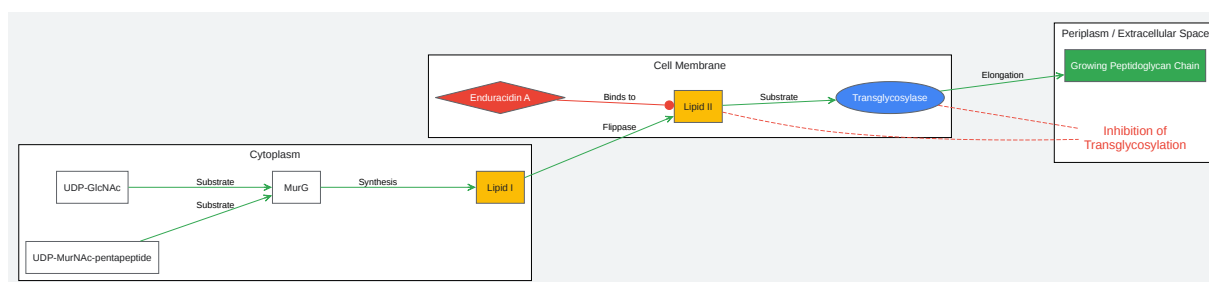 Periplasm / Extracellular Space
Growing Peptidoglycan Chain
Cell Membrane
Elongation
Enduracidin A
Binds to
Lipid II
Substrate
Transglycosylase
Flippase
Inhibition of
Transglycosylation
Cytoplasm
UDP-GlcNAc
Substrate
MurG
Synthesis
Lipid I
Substrate
UDP-MurNAc-pentapeptide